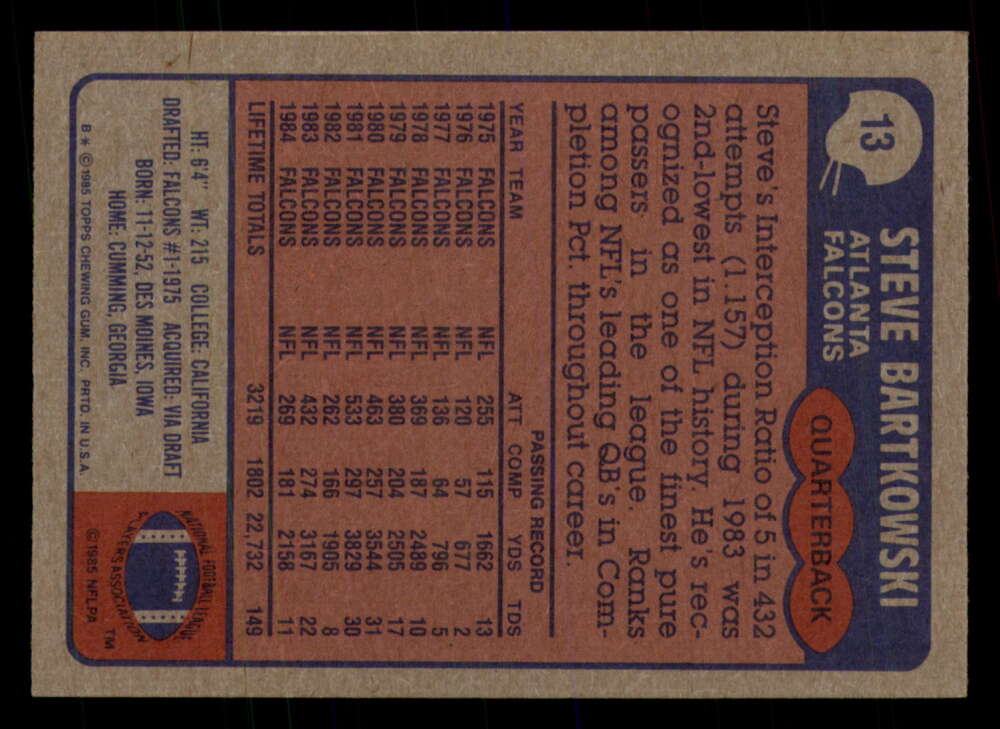 13
STEVE BARTKOWSKI
ATLANTA
FALCONS
QUARTERBACK
Steve's Interception Ratio of 5 in 432
attempts (1.157) during 1983 was
2nd-lowest in NFL history. He's rec-
ognized as one of the finest pure
passers in the league. Ranks
among NFL's leading QB's in Com-
pletion Pct. throughout career.
PASSING RECORD
YEAR TEAM ATT COMP YDS TDS
1975 FALCONS NFL 255 115 1662 13
1976 FALCONS NFL 120 57 677 2
1977 FALCONS NFL 136 64 796 5
1978 FALCONS NFL 369 187 2489 10
1979 FALCONS NFL 380 204 2505 17
1980 FALCONS NFL 463 257 3544 31
1981 FALCONS NFL 533 297 3829 30
1982 FALCONS NFL 262 166 1905 8
1983 FALCONS NFL 432 274 3167 22
1984 FALCONS NFL 269 181 2158 11
LIFETIME TOTALS 3219 1802 22,732 149
HT: 6'4" WT: 215 COLLEGE: CALIFORNIA
DRAFTED: FALCONS #1-1975 ACQUIRED: VIA DRAFT
BORN: 11-12-52, DES MOINES, IOWA
HOME: CUMMING, GEORGIA
B* © 1985 TOPPS CHEWING GUM, INC. PRTD. IN U.S.A.
NATIONAL FOOTBALL LEAGUE
PLAYERS ASSOCIATION
TM
© 1985 NFLPA